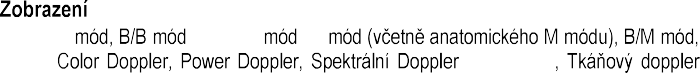 Zobrazení
mód, B/B mód mód mód (včetně anatomického M módu), B/M mód,
Color Doppler, Power Doppler, Spektrální Doppler , Tkáňový doppler